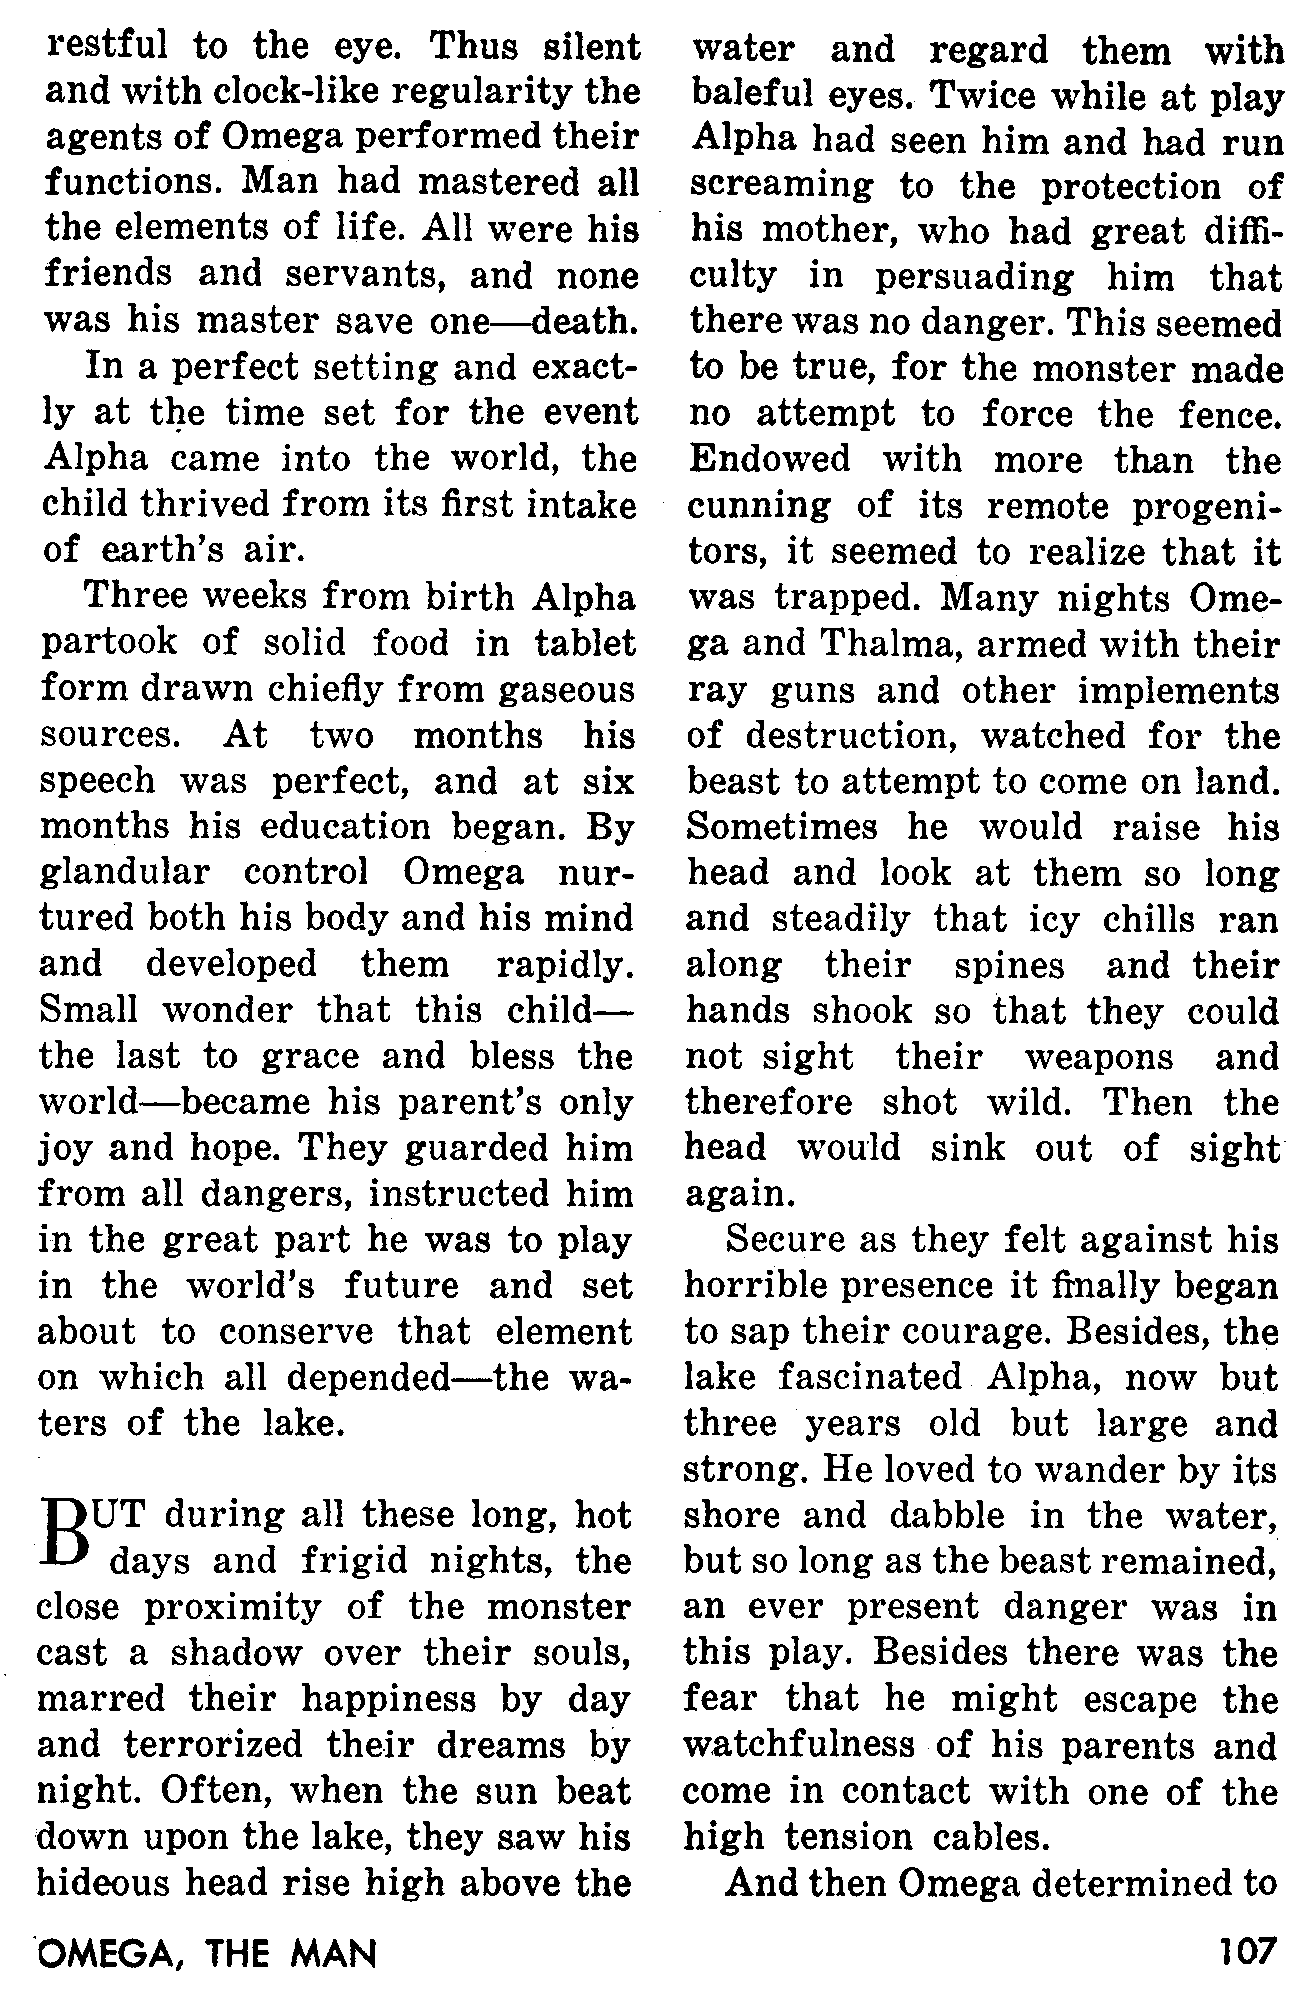 restful to the eye. Thus silent
and with clock-like regularity the
agents of Omega performed their
functions. Man had mastered all
the elements of life. All were his
friends and servants, and none
was his master save one—death.
In a perfect setting and exact-
ly at the time set for the event
Alpha came into the world, the
child thrived from its first intake
of earth's air.
Three weeks from birth Alpha
partook of solid food in tablet
form drawn chiefly from gaseous
sources. At two months his
speech was perfect, and at six
months his education began. By
glandular control Omega nur-
tured both his body and his mind
and developed them rapidly.
Small wonder that this child—
the last to grace and bless the
world—became his parent's only
joy and hope. They guarded him
from all dangers, instructed him
in the great part he was to play
in the world's future and set
about to conserve that element
on which all depended—the wa-
ters of the lake.
BUT during all these long, hot
days and frigid nights, the
close proximity of the monster
cast a shadow over their souls,
marred their happiness by day
and terrorized their dreams by
night. Often, when the sun beat
down upon the lake, they saw his
hideous head rise high above the
water and regard them with
baleful eyes. Twice while at play
Alpha had seen him and had run
screaming to the protection of
his mother, who had great diffi-
culty in persuading him that
there was no danger. This seemed
to be true, for the monster made
no attempt to force the fence.
Endowed with more than the
cunning of its remote progeni-
tors, it seemed to realize that it
was trapped. Many nights Ome-
ga and Thalma, armed with their
ray guns and other implements
of destruction, watched for the
beast to attempt to come on land.
Sometimes he would raise his
head and look at them so long
and steadily that icy chills ran
along their spines and their
hands shook so that they could
not sight their weapons and
therefore shot wild. Then the
head would sink out of sight
again.
Secure as they felt against his
horrible presence it finally began
to sap their courage. Besides, the
lake fascinated Alpha, now but
three years old but large and
strong. He loved to wander by its
shore and dabble in the water,
but so long as the beast remained,
an ever present danger was in
this play. Besides there was the
fear that he might escape the
watchfulness of his parents and
come in contact with one of the
high tension cables.
And then Omega determined to
OMEGA, THE MAN
107